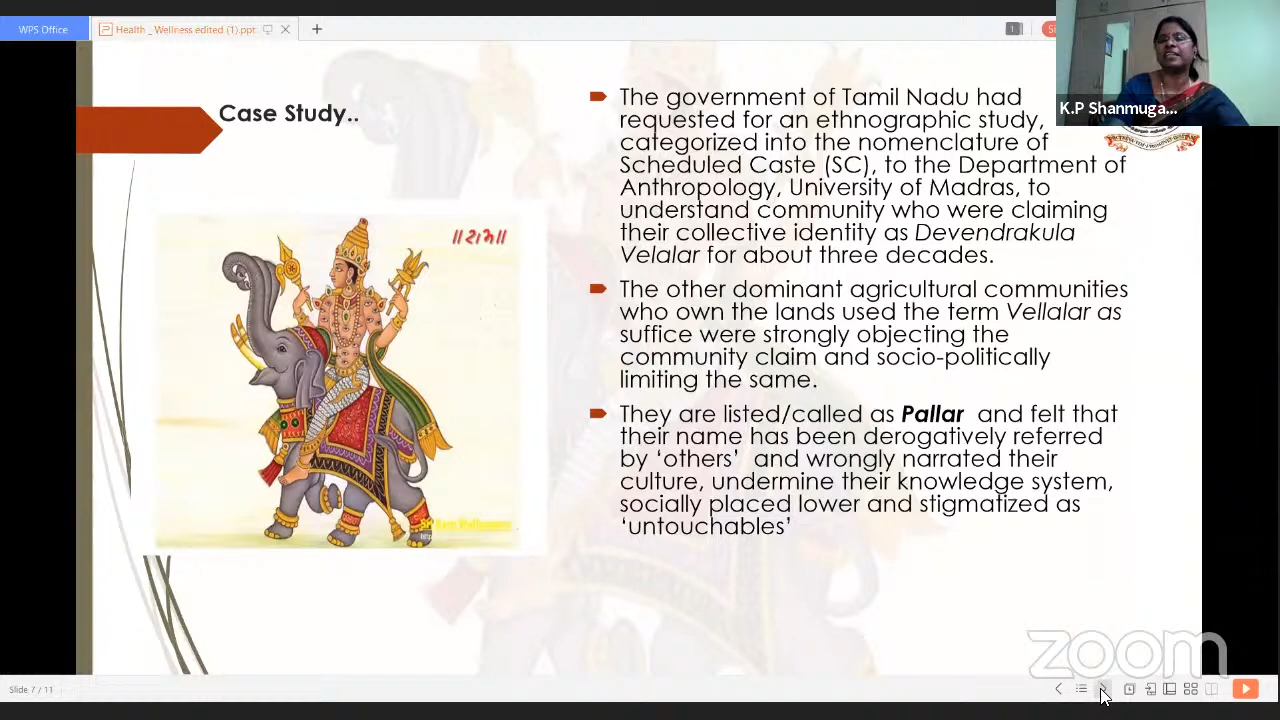 WPS Office
Health _ Wellness edited (1).ppt
1
K.P Shanmuga...
Case Study..
The government of Tamil Nadu had
requested for an ethnographic study,
categorized into the nomenclature of
Scheduled Caste (SC), to the Department of
Anthropology, University of Madras, to
understand community who were claiming
their collective identity as Devendrakula
Velalar for about three decades.
The other dominant agricultural communities
who own the lands used the term Vellalar as
suffice were strongly objecting the
community claim and socio-politically
limiting the same.
They are listed/called as Pallar and felt that
their name has been derogatively referred
by ‘others’ and wrongly narrated their
culture, undermine their knowledge system,
socially placed lower and stigmatized as
‘untouchables’
zoom
Slide 7 / 11